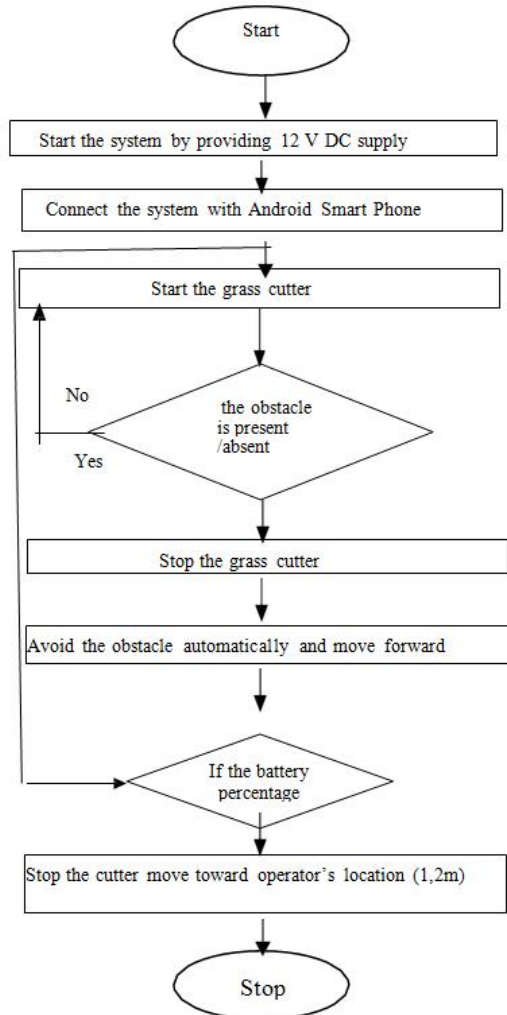 Start
Start the system by providing 12 V DC supply
Connect the system with Android Smart Phone
Start the grass cutter
No
the obstacle
is present
/absent
Yes
Stop the grass cutter
Avoid the obstacle automatically and move forward
If the battery
percentage
Stop the cutter move toward operator’s location (1,2m)
Stop